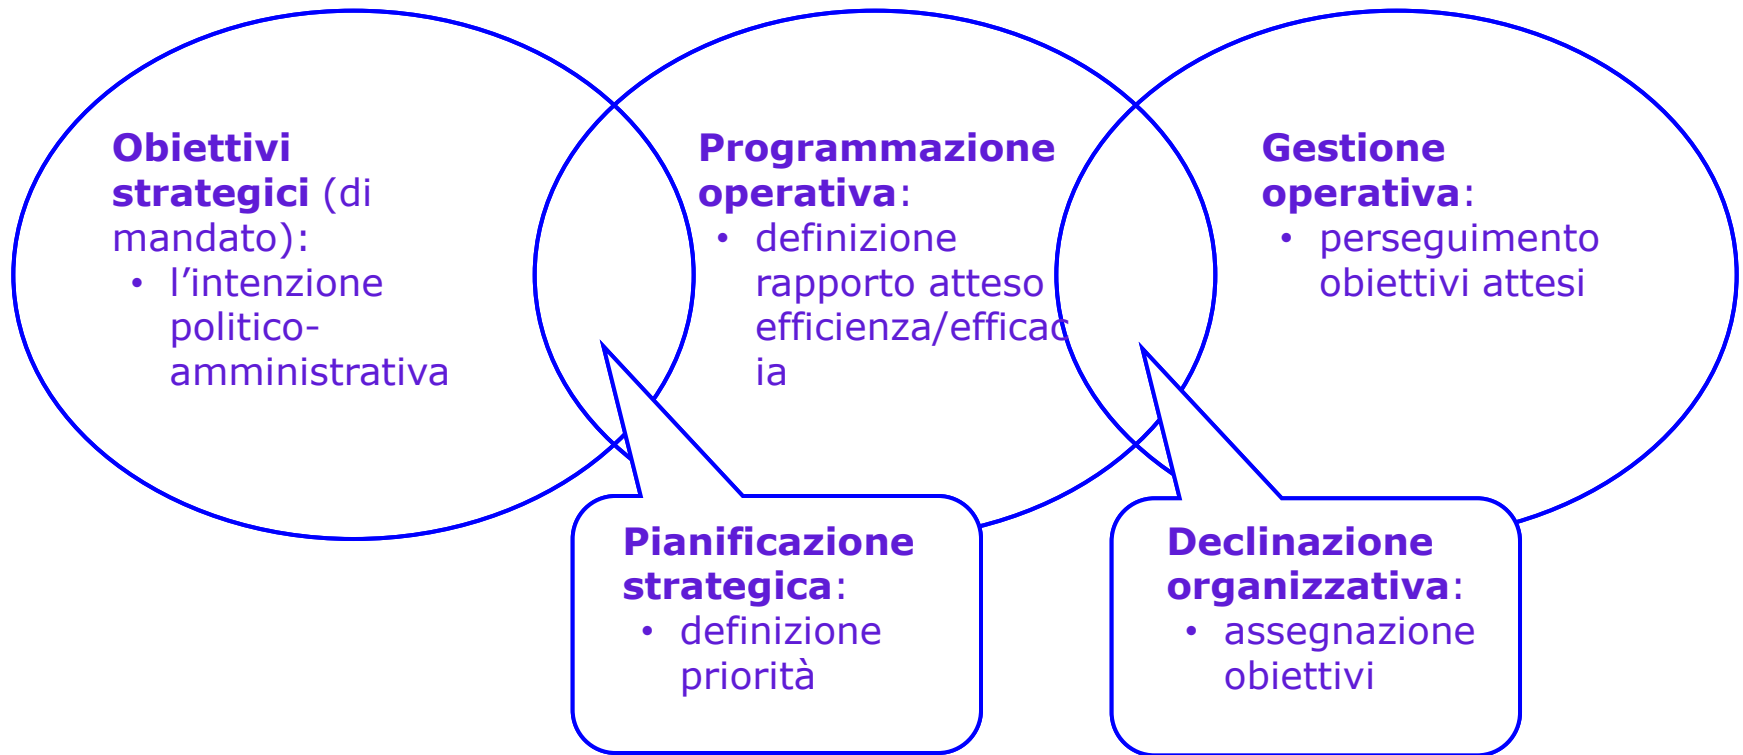 Obiettivi
strategici (di
mandato):
• l’intenzione
politico-
amministrativa
Programmazione
operativa:
• definizione
rapporto atteso
efficienza/efficac
ia
Gestione
operativa:
• perseguimento
obiettivi attesi
Pianificazione
strategica:
• definizione
priorità
Declinazione
organizzativa:
• assegnazione
obiettivi